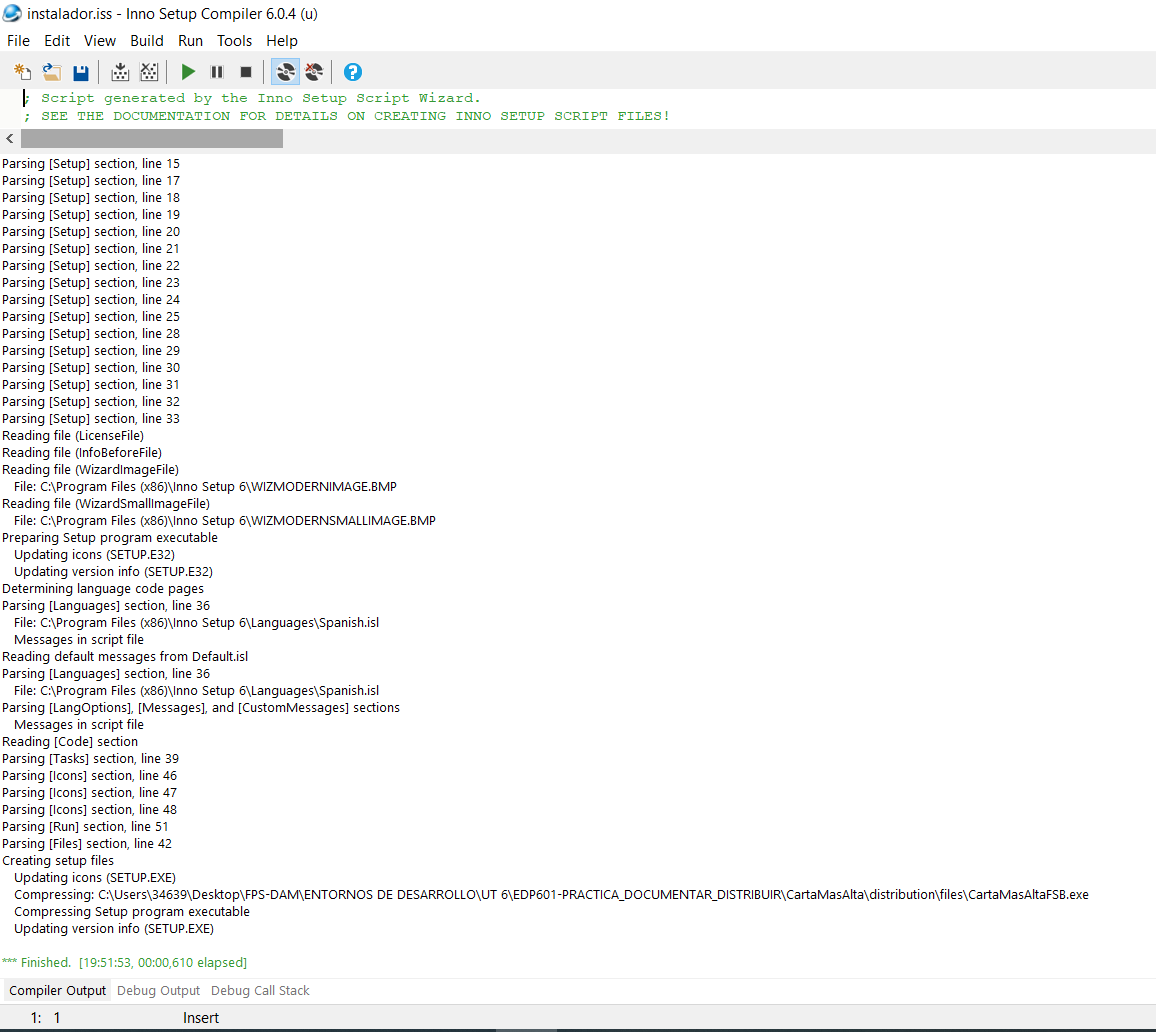 instalador.iss - Inno Setup Compiler 6.0.4 (u)
File Edit View Build Run Tools Help
; Script generated by the Inno Setup Script Wizard.
; SEE THE DOCUMENTATION FOR DETAILS ON CREATING INNO SETUP SCRIPT FILES!
Parsing [Setup] section, line 15
Parsing [Setup] section, line 17
Parsing [Setup] section, line 18
Parsing [Setup] section, line 19
Parsing [Setup] section, line 20
Parsing [Setup] section, line 21
Parsing [Setup] section, line 22
Parsing [Setup] section, line 23
Parsing [Setup] section, line 24
Parsing [Setup] section, line 25
Parsing [Setup] section, line 28
Parsing [Setup] section, line 29
Parsing [Setup] section, line 30
Parsing [Setup] section, line 31
Parsing [Setup] section, line 32
Parsing [Setup] section, line 33
Reading file (LicenseFile)
Reading file (InfoBeforeFile)
Reading file (WizardImageFile)
File: C:\Program Files (x86)\Inno Setup 6\WIZMODERNIMAGE.BMP
Reading file (WizardSmallImageFile)
File: C:\Program Files (x86)\Inno Setup 6\WIZMODERNSMALLIMAGE.BMP
Preparing Setup program executable
Updating icons (SETUP.E32)
Updating version info (SETUP.E32)
Determining language code pages
Parsing [Languages] section, line 36
File: C:\Program Files (x86)\Inno Setup 6\Languages\Spanish.isl
Messages in script file
Reading default messages from Default.isl
Parsing [Languages] section, line 36
File: C:\Program Files (x86)\Inno Setup 6\Languages\Spanish.isl
Parsing [LangOptions], [Messages], and [CustomMessages] sections
Messages in script file
Reading [Code] section
Parsing [Tasks] section, line 39
Parsing [Icons] section, line 46
Parsing [Icons] section, line 47
Parsing [Icons] section, line 48
Parsing [Run] section, line 51
Parsing [Files] section, line 42
Creating setup files
Updating icons (SETUP.EXE)
Compressing: C:\Users\34639\Desktop\FPS-DAM\ENTORNOS DE DESARROLLO\UT 6\EDP601-PRACTICA_DOCUMENTAR_DISTRIBUIR\CartaMasAlta\distribution\files\CartaMasAltaFSB.exe
Compressing Setup program executable
Updating version info (SETUP.EXE)
*** Finished. [19:51:53, 00:00,610 elapsed]
Compiler Output Debug Output Debug Call Stack
1: 1 Insert